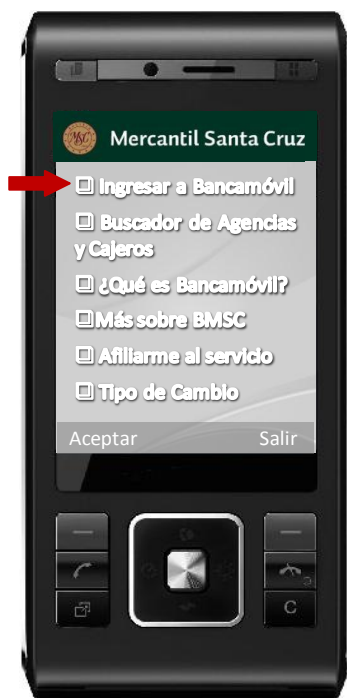 MSC
Mercantil Santa Cruz
Ingresar a Bancamóvil
Buscador de Agencias
y Cajeros
¿Qué es Bancamóvil?
Más sobre BMSC
Afiliarme al servicio
Tipo de Cambio
Aceptar Salir
C